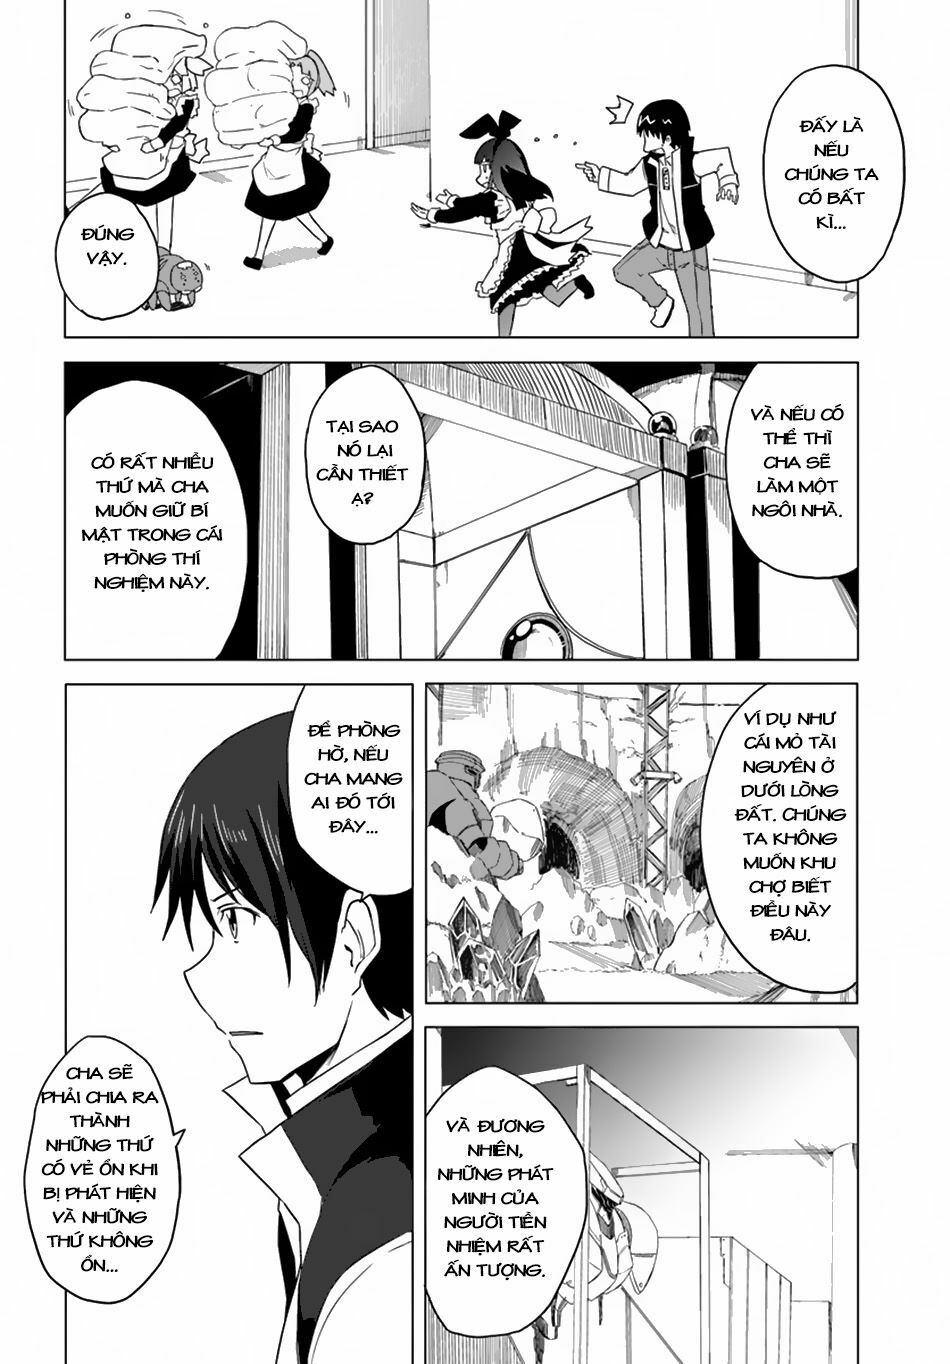 ĐẤY LÀ
NẾU
CHÚNG TA
CÓ BẤT
KÌ...
ĐÚNG
VẬY.
VÀ NẾU CÓ
THỂ THÌ
CHA SẼ
LÀM MỘT
NGÔI NHÀ.
TẠI SAO
NÓ LẠI
CẦN THIẾT
Ạ?
CÓ RẤT NHIỀU
THỨ MÀ CHA
MUỐN GIỮ BÍ
MẬT TRONG CÁI
PHÒNG THÍ
NGHIỆM NÀY.
VÍ DỤ NHƯ
CÁI MỎ TÀI
NGUYÊN Ở
DƯỚI LÒNG
ĐẤT. CHÚNG
TA KHÔNG
MUỐN KHU
CHỢ BIẾT
ĐIỀU NÀY
ĐÂU.
VÀ ĐƯƠNG
NHIÊN,
NHỮNG PHÁT
MINH CỦA
NGƯỜI TIỀN
NHIỆM RẤT
ẤN TƯỢNG.
ĐỀ PHÒNG
HỜ, NẾU
CHA MANG
AI ĐÓ TỚI
ĐÂY...
CHA SẼ
PHẢI CHIA RA
THÀNH
NHỮNG THỨ
CÓ VẺ ỔN KHI
BỊ PHÁT HIỆN
VÀ NHỮNG
THỨ KHÔNG
ỔN...